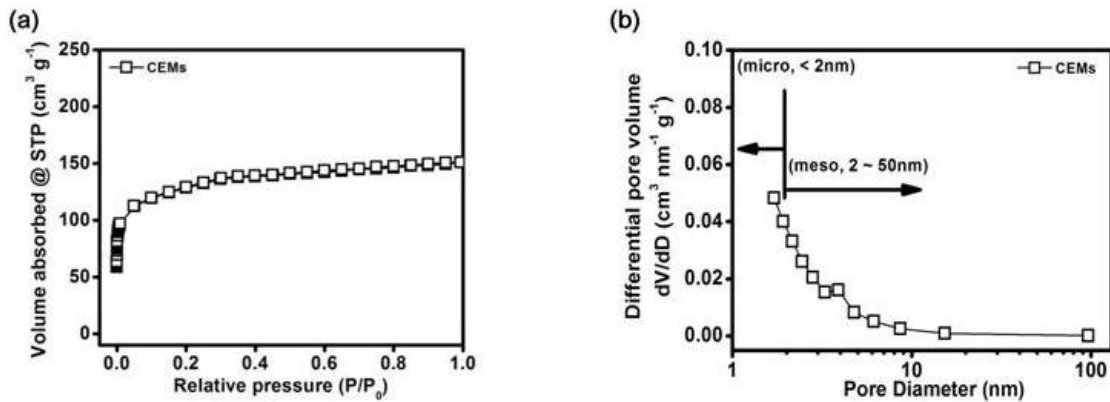 (a)
250
200
150
100
50
0
CEMs
0.0 0.2 0.4 0.6 0.8 1.0
Relative pressure (P/P₀)
Volume absorbed @ STP (cm³ g⁻¹)
(b)
0.10
0.08
0.06
0.04
0.02
0.00
(micro, < 2nm)
CEMs
(meso, 2 ~ 50nm)
1 10 100
Pore Diameter (nm)
Differential pore volume
dV/dD (cm³ nm⁻¹ g⁻¹)